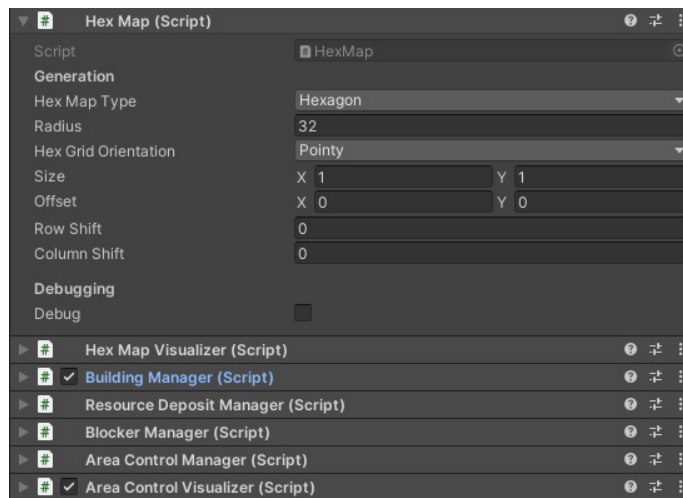 Hex Map (Script)
Script HexMap
Generation
Hex Map Type Hexagon
Radius 32
Hex Grid Orientation Pointy
Size X 1 Y 1
Offset X 0 Y 0
Row Shift 0
Column Shift 0
Debugging
Debug
# Hex Map Visualizer (Script)
# Building Manager (Script)
# Resource Deposit Manager (Script)
# Blocker Manager (Script)
# Area Control Manager (Script)
# Area Control Visualizer (Script)